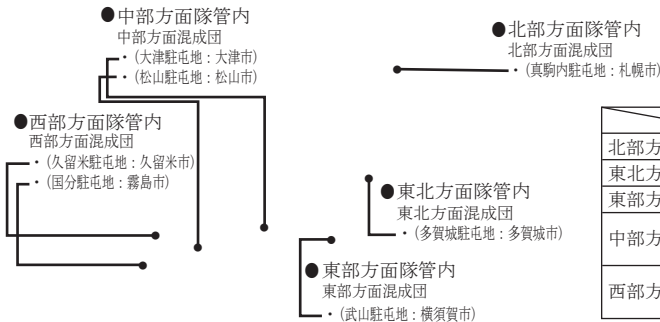 ●中部方面隊管内
中部方面混成団
・(大津駐屯地：大津市)
・(松山駐屯地：松山市)
●西部方面隊管内
西部方面混成団
・(久留米駐屯地：久留米市)
・(国分駐屯地：霧島市)
●北部方面隊管内
北部方面混成団
・(真駒内駐屯地：札幌市)
●東北方面隊管内
東北方面混成団
・(多賀城駐屯地：多賀城市)
●東部方面隊管内
東部方面混成団
・(武山駐屯地：横須賀市)
北部方
東北方
東部方
中部方
西部方